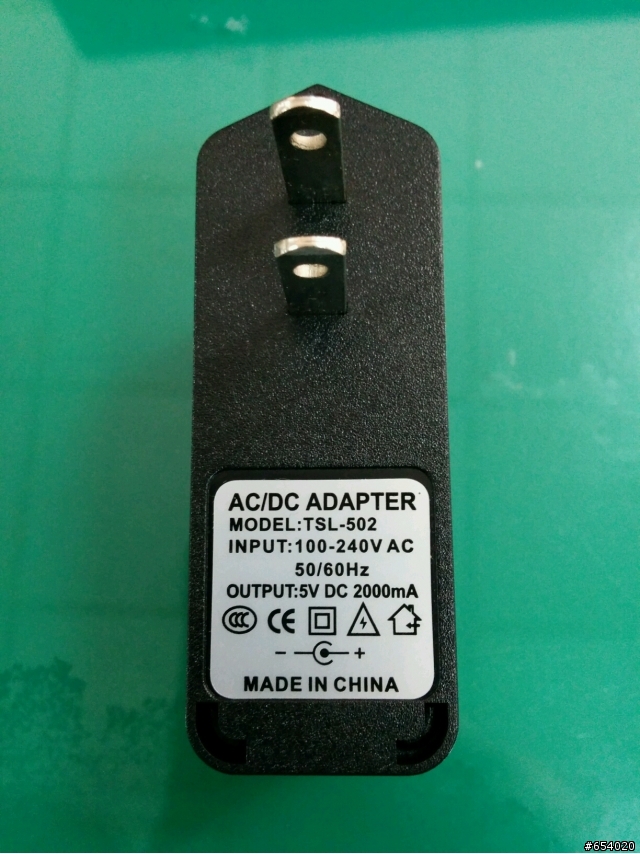 AC/DC ADAPTER
MODEL:TSL-502
INPUT:100-240V AC
50/60Hz
OUTPUT:5V DC 2000mA
CCC CE
- +
MADE IN CHINA
#654020